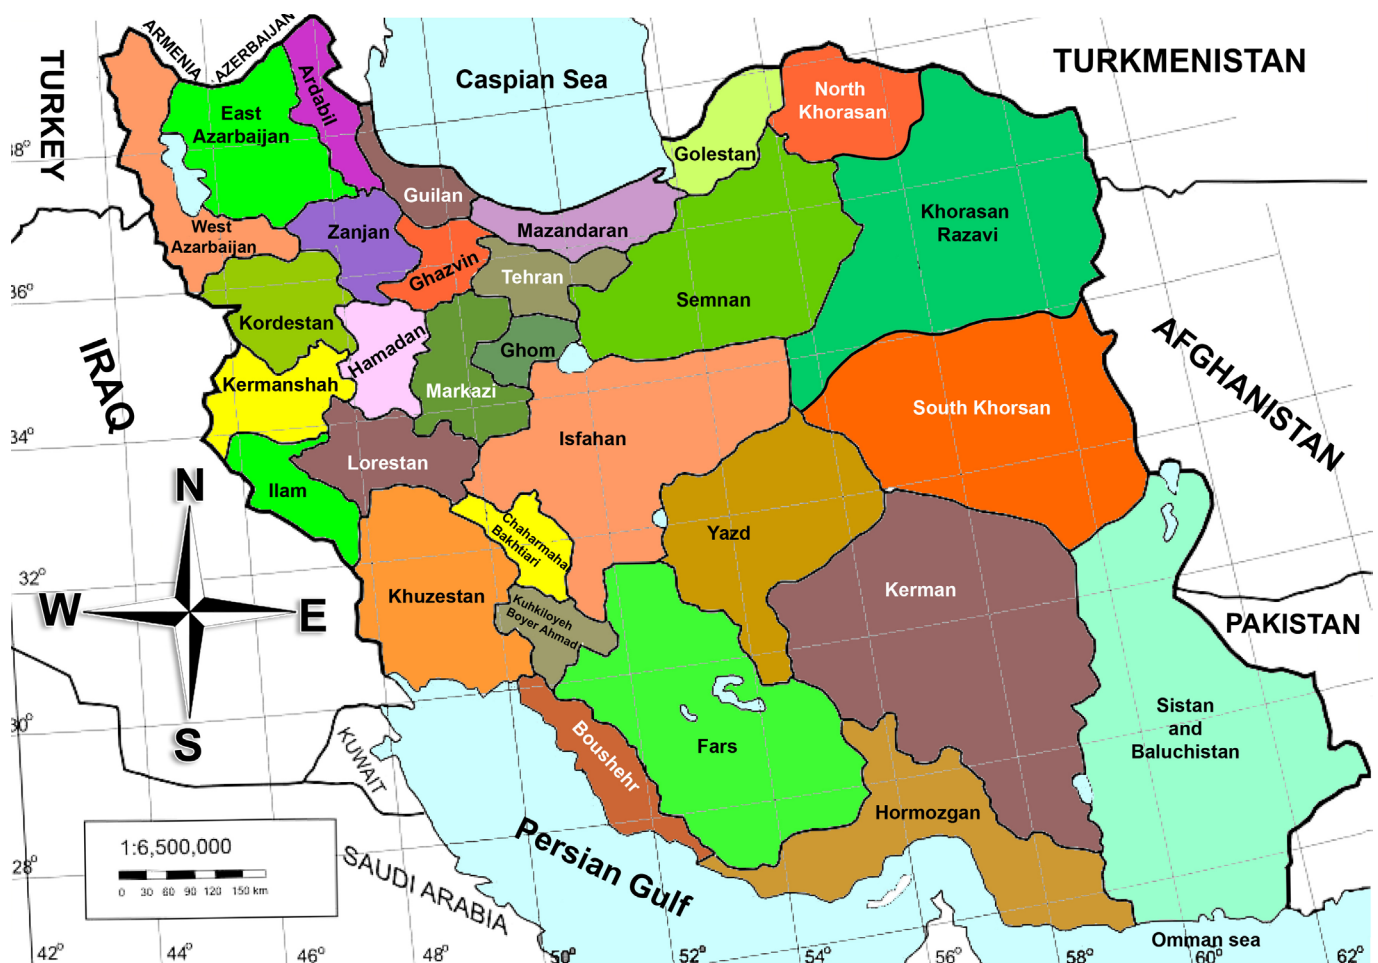 ARMENIA
AZERBAIJAN
TURKEY
Caspian Sea
TURKMENISTAN
Ardabil
East
Azarbaijan
North
Khorasan
Golestan
38°
Guilan
West
Azarbaijan
Zanjan
Mazandaran
Khorasan
Razavi
Ghazvin
Tehran
Semnan
36°
Kordestan
Hamadan
Ghom
IRAQ
Kermanshah
Markazi
AFGHANISTAN
South Khorsan
Isfahan
34°
Lorestan
Ilam
N
Chaharmahal
Bakhtiari
Yazd
32°
W
E
Khuzestan
Kuhkiloyeh
Boyer Ahmad
Kerman
PAKISTAN
30°
S
KUWAIT
Boushehr
Fars
Sistan
and
Baluchistan
Hormozgan
1:6,500,000
0 30 60 90 120 150 km
28°
SAUDI ARABIA
Persian Gulf
Omman sea
42° 44° 46° 48° 50° 52° 54° 56° 58° 60° 62°